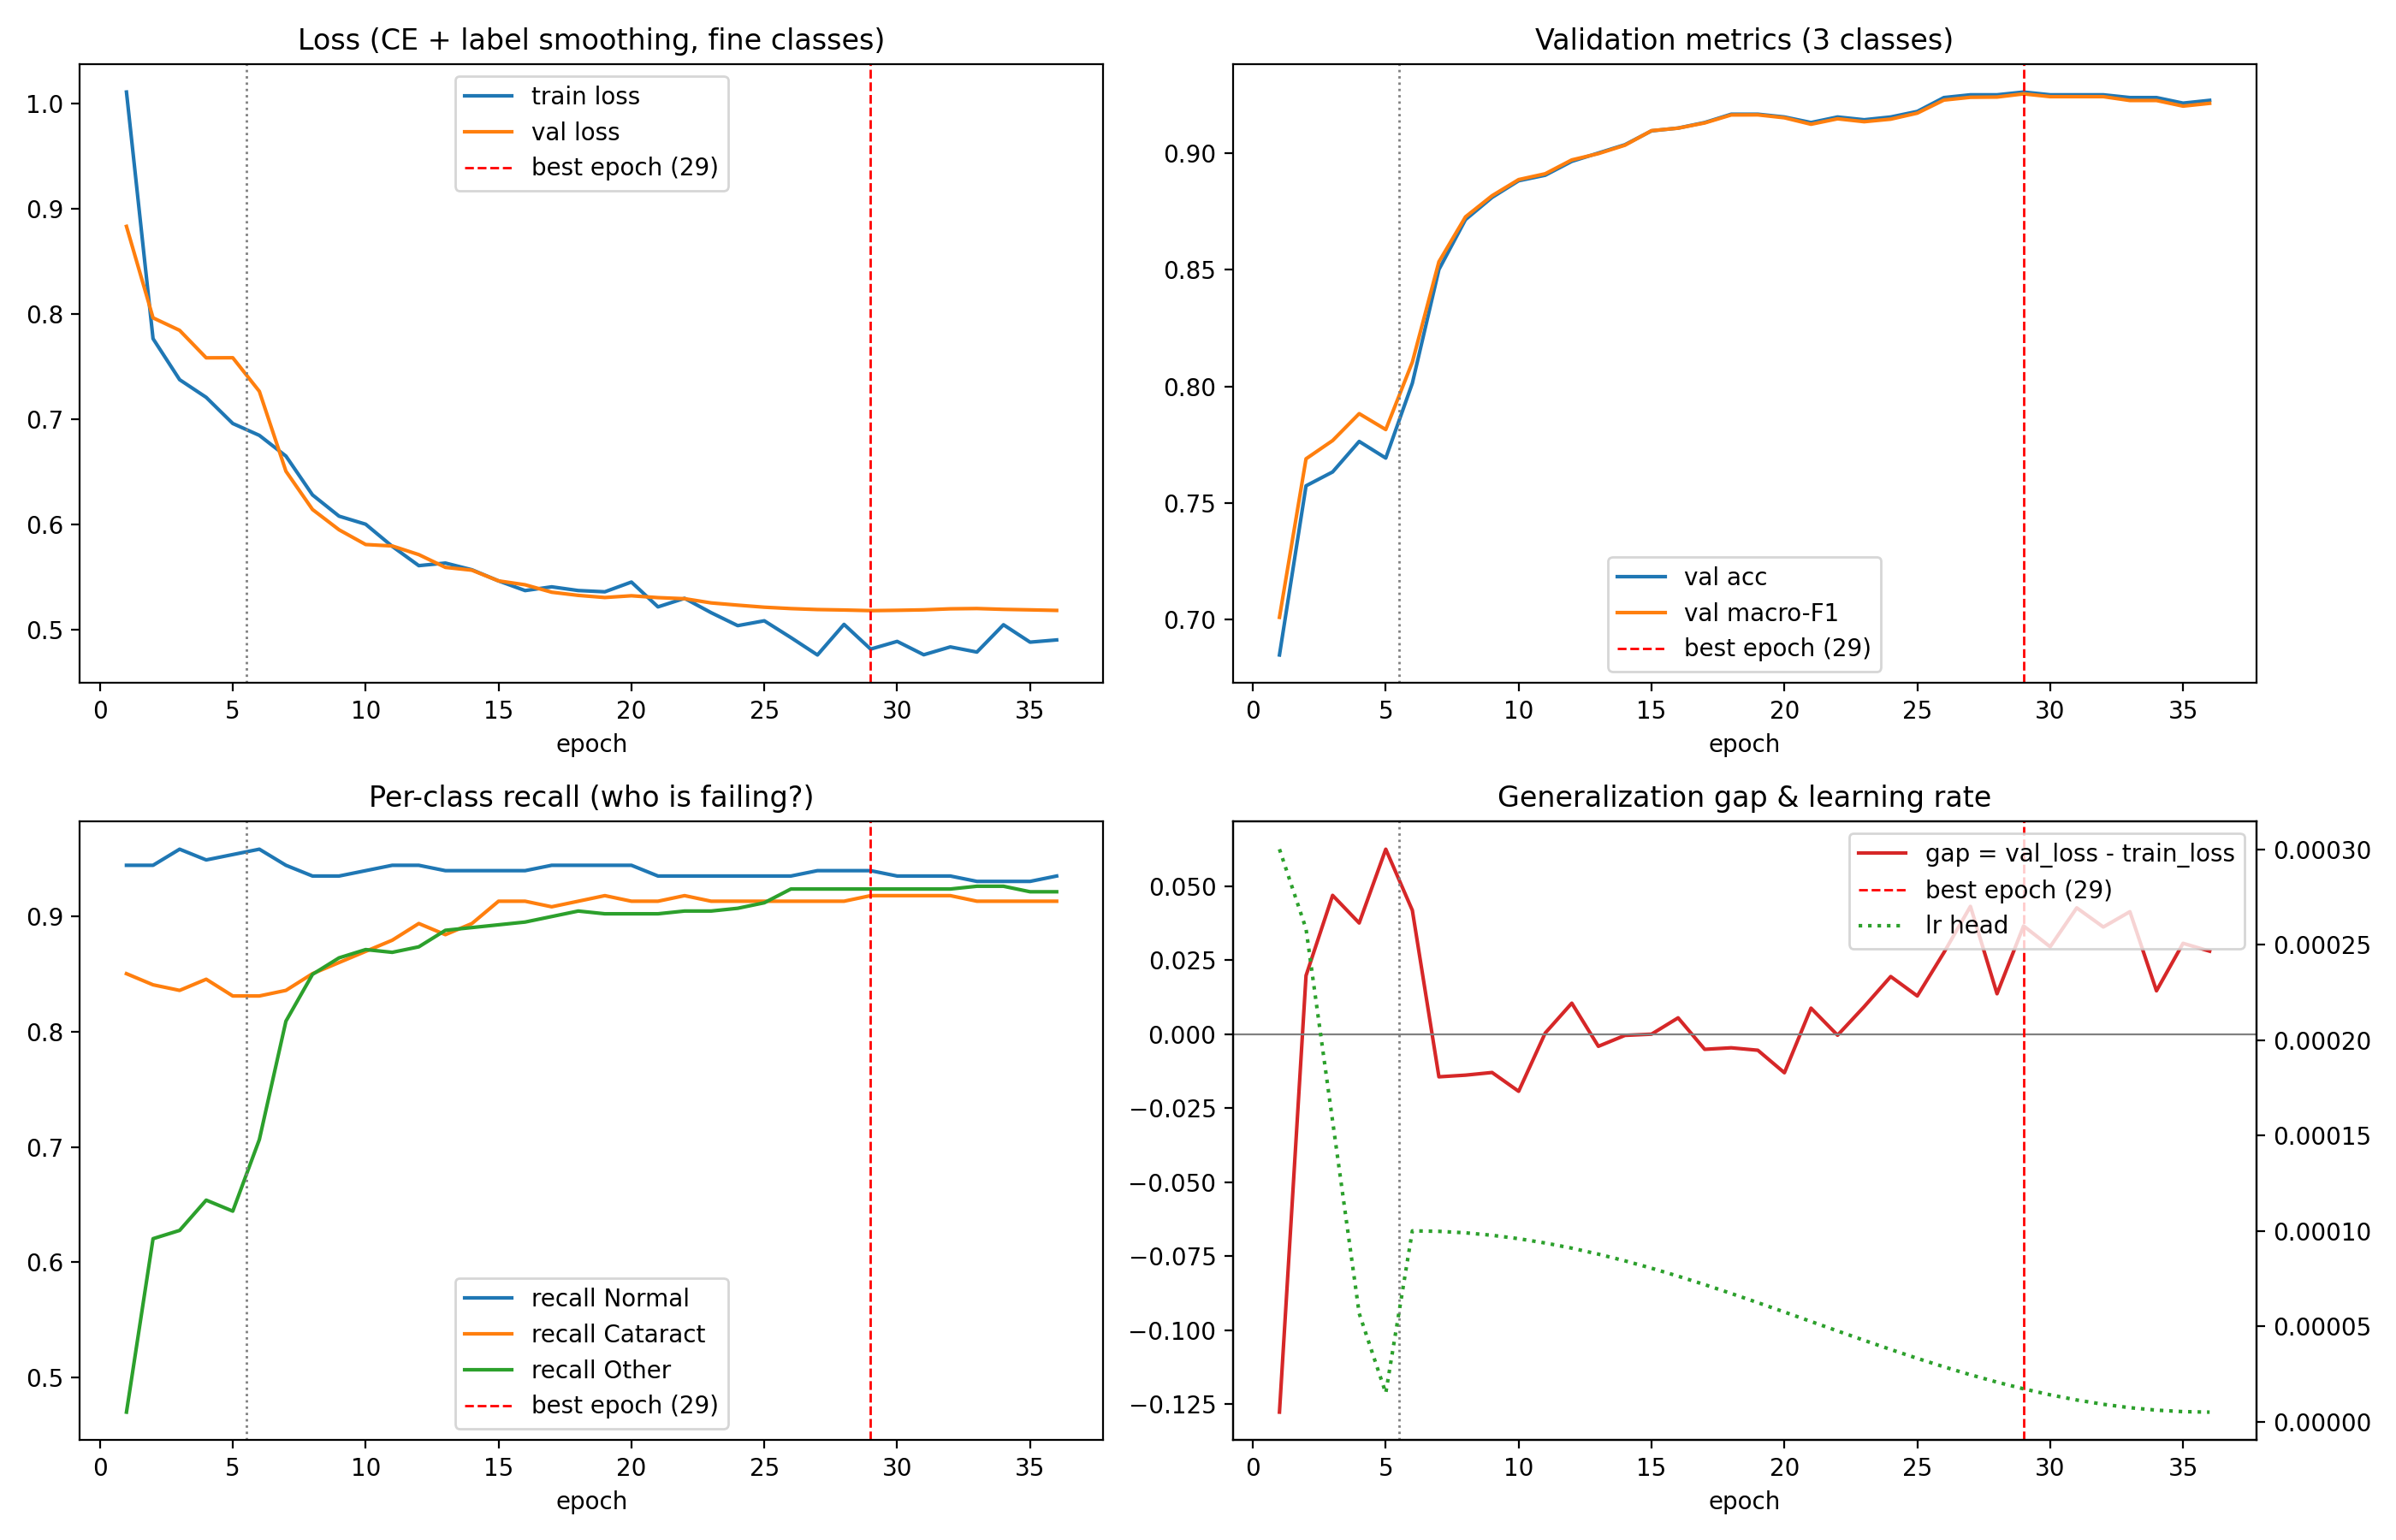 Loss (CE + label smoothing, fine classes)
1.0
0.9
0.8
0.7
0.6
0.5
train loss
val loss
best epoch (29)
0 5 10 15 20 25 30 35
epoch
Validation metrics (3 classes)
0.90
0.85
0.80
0.75
0.70
val acc
val macro-F1
best epoch (29)
0 5 10 15 20 25 30 35
epoch
Per-class recall (who is failing?)
0.9
0.8
0.7
0.6
0.5
recall Normal
recall Cataract
recall Other
best epoch (29)
0 5 10 15 20 25 30 35
epoch
Generalization gap & learning rate
0.050
0.025
0.000
−0.025
−0.050
−0.075
−0.100
−0.125
gap = val_loss - train_loss
best epoch (29)
lr head
0.00030
0.00025
0.00020
0.00015
0.00010
0.00005
0.00000
0 5 10 15 20 25 30 35
epoch